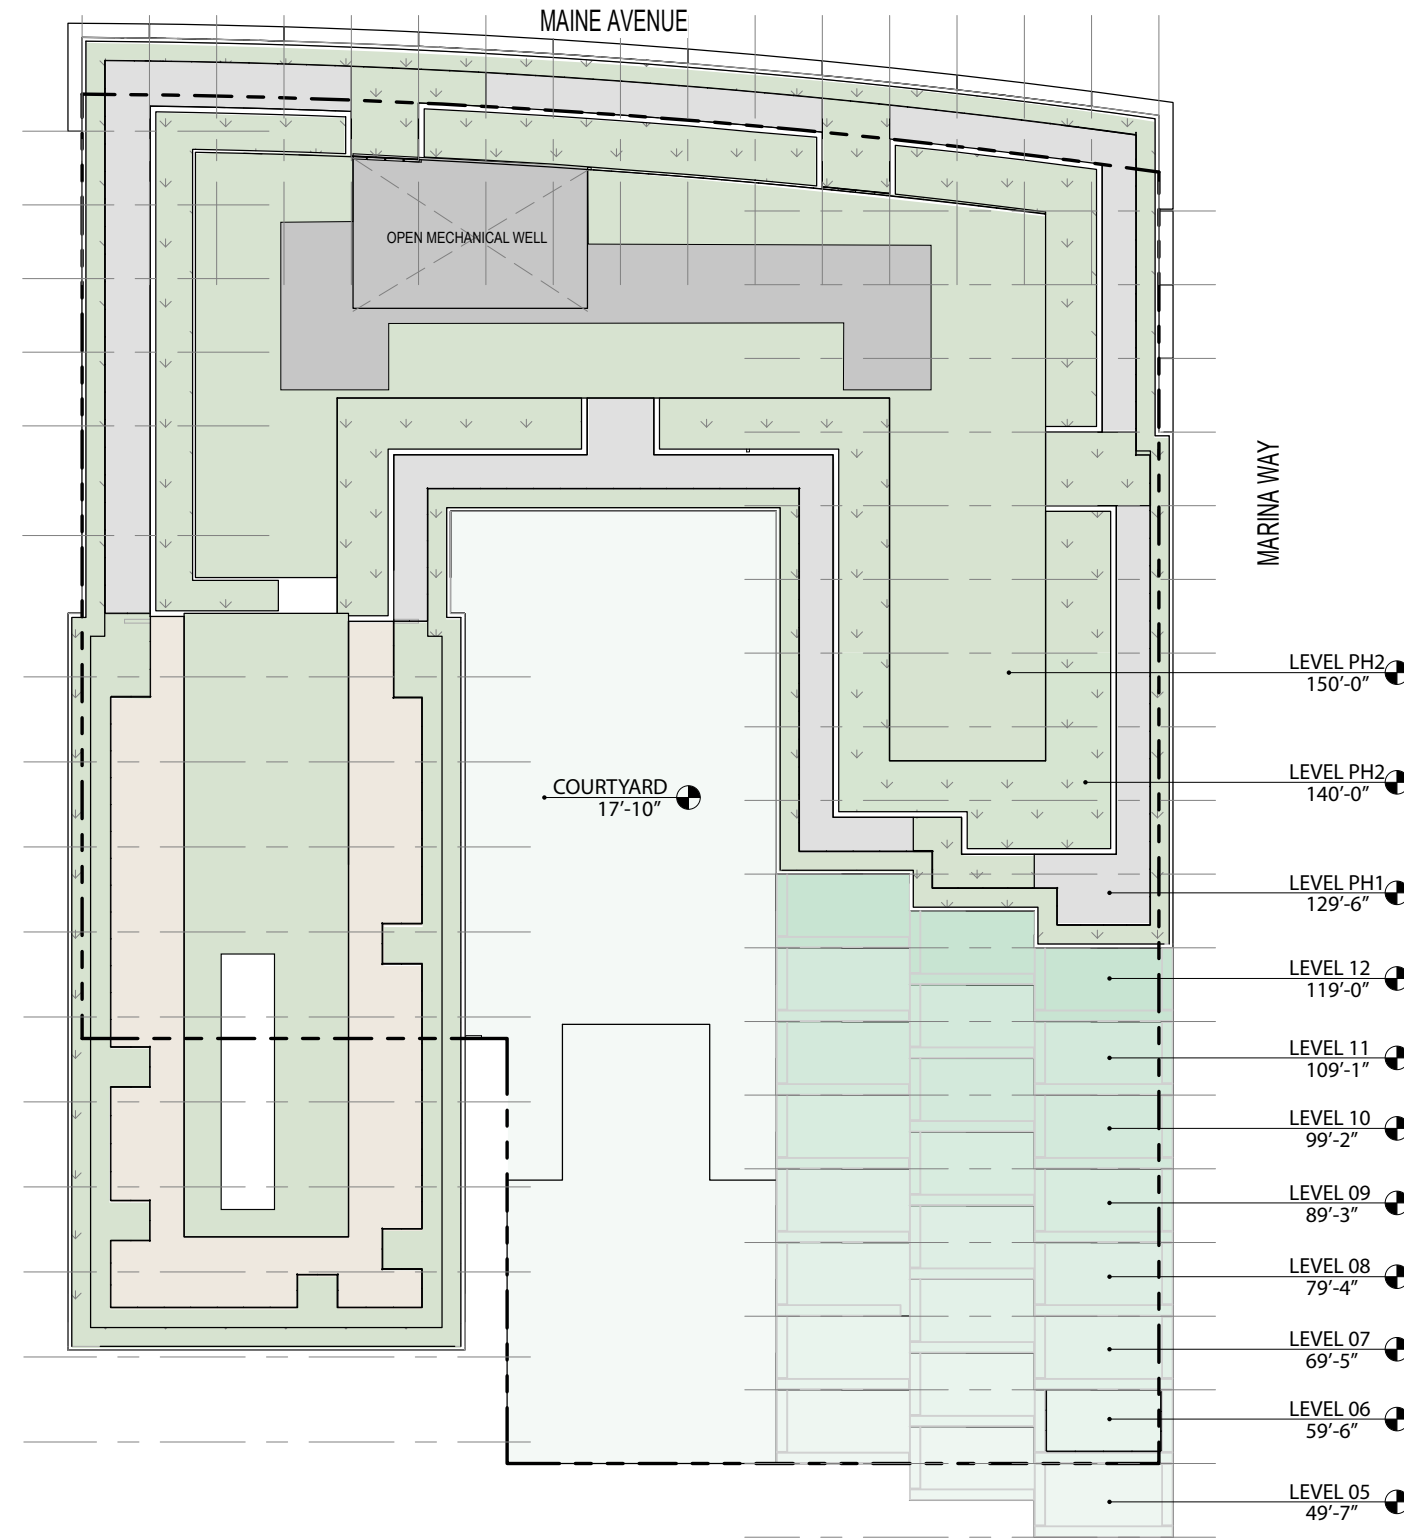 MAINE AVENUE
OPEN MECHANICAL WELL
MARINA WAY
LEVEL PH2
150’-0”
LEVEL PH2
140’-0”
COURTYARD
17’-10”
LEVEL PH1
129’-6”
LEVEL 12
119’-0”
LEVEL 11
109’-1”
LEVEL 10
99’-2”
LEVEL 09
89’-3”
LEVEL 08
79’-4”
LEVEL 07
69’-5”
LEVEL 06
59’-6”
LEVEL 05
49’-7”